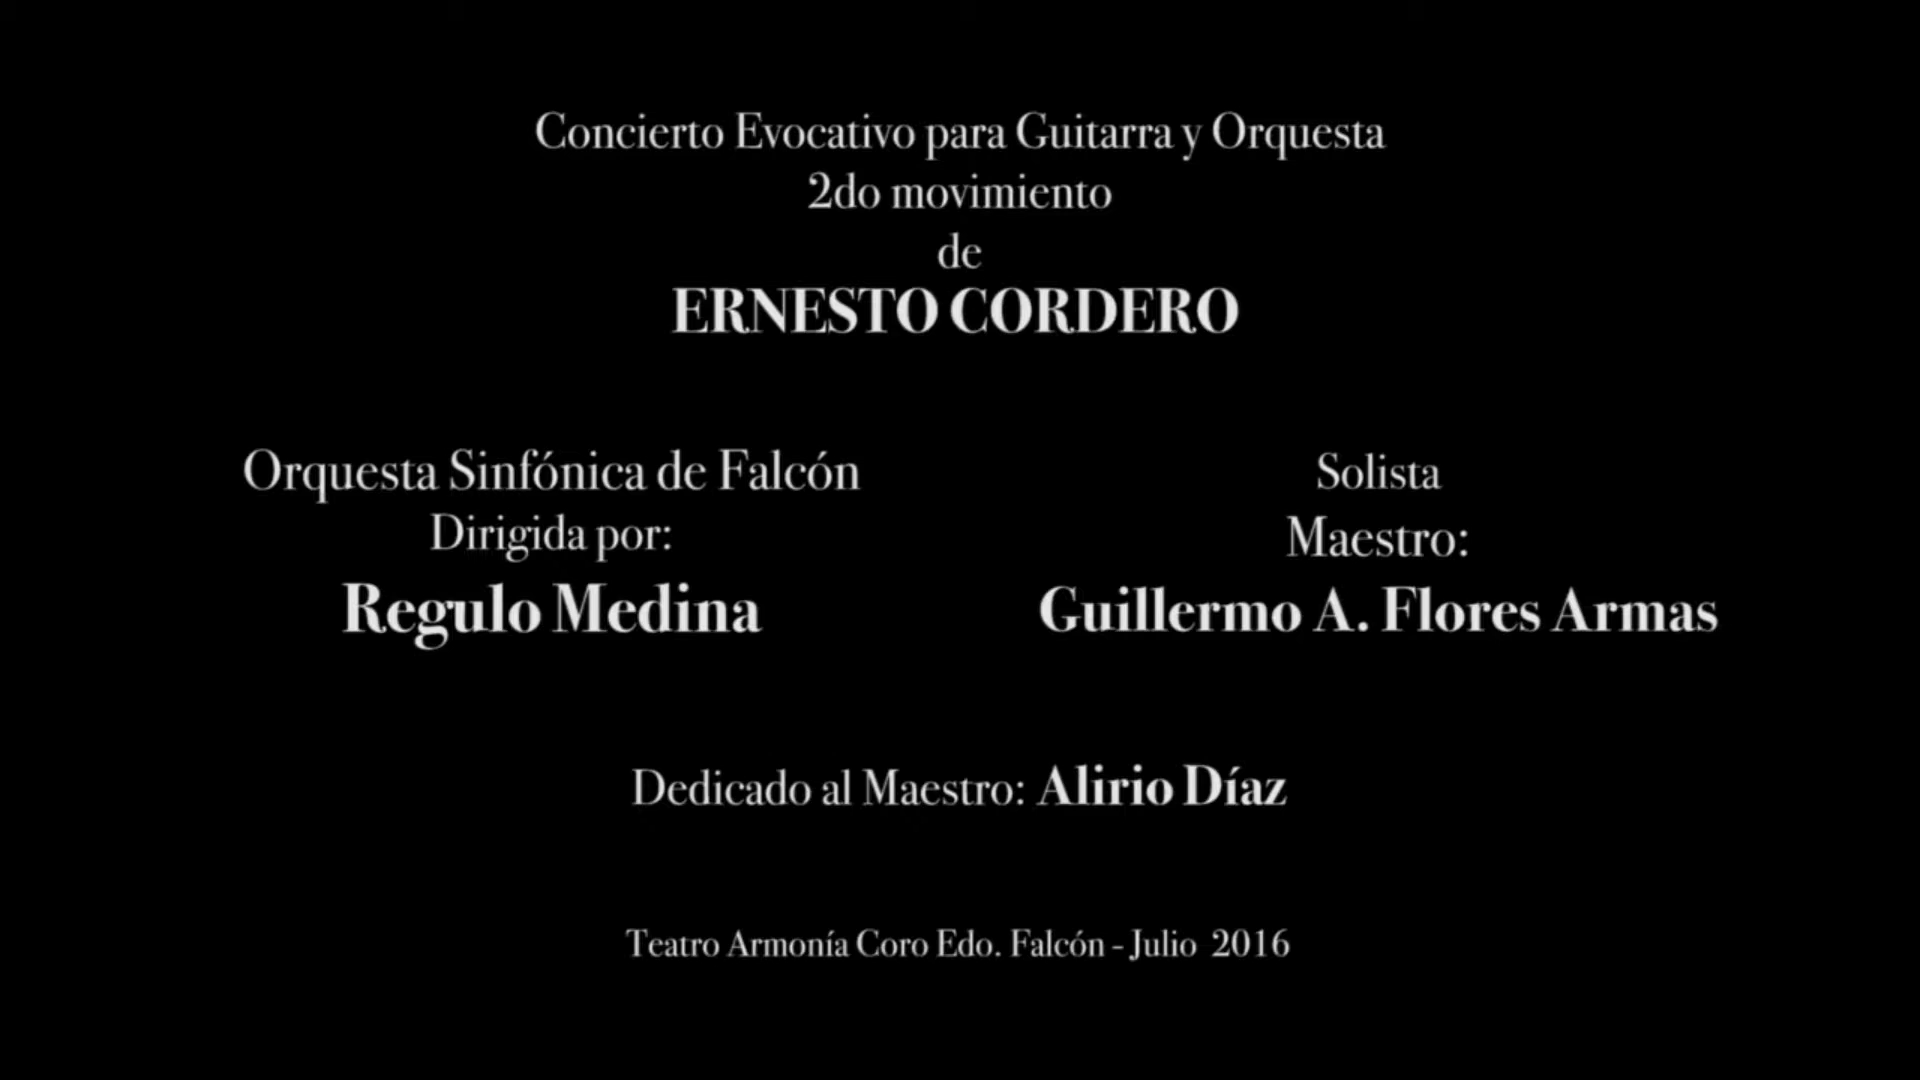 Concierto Evocativo para Guitarra y Orquesta
2do movimiento
de
ERNESTO CORDERO
Orquesta Sinfónica de Falcón
Dirigida por:
Regulo Medina
Solista
Maestro:
Guillermo A. Flores Armas
Dedicado al Maestro: Alirio Díaz
Teatro Armonía Coro Edo. Falcón - Julio 2016